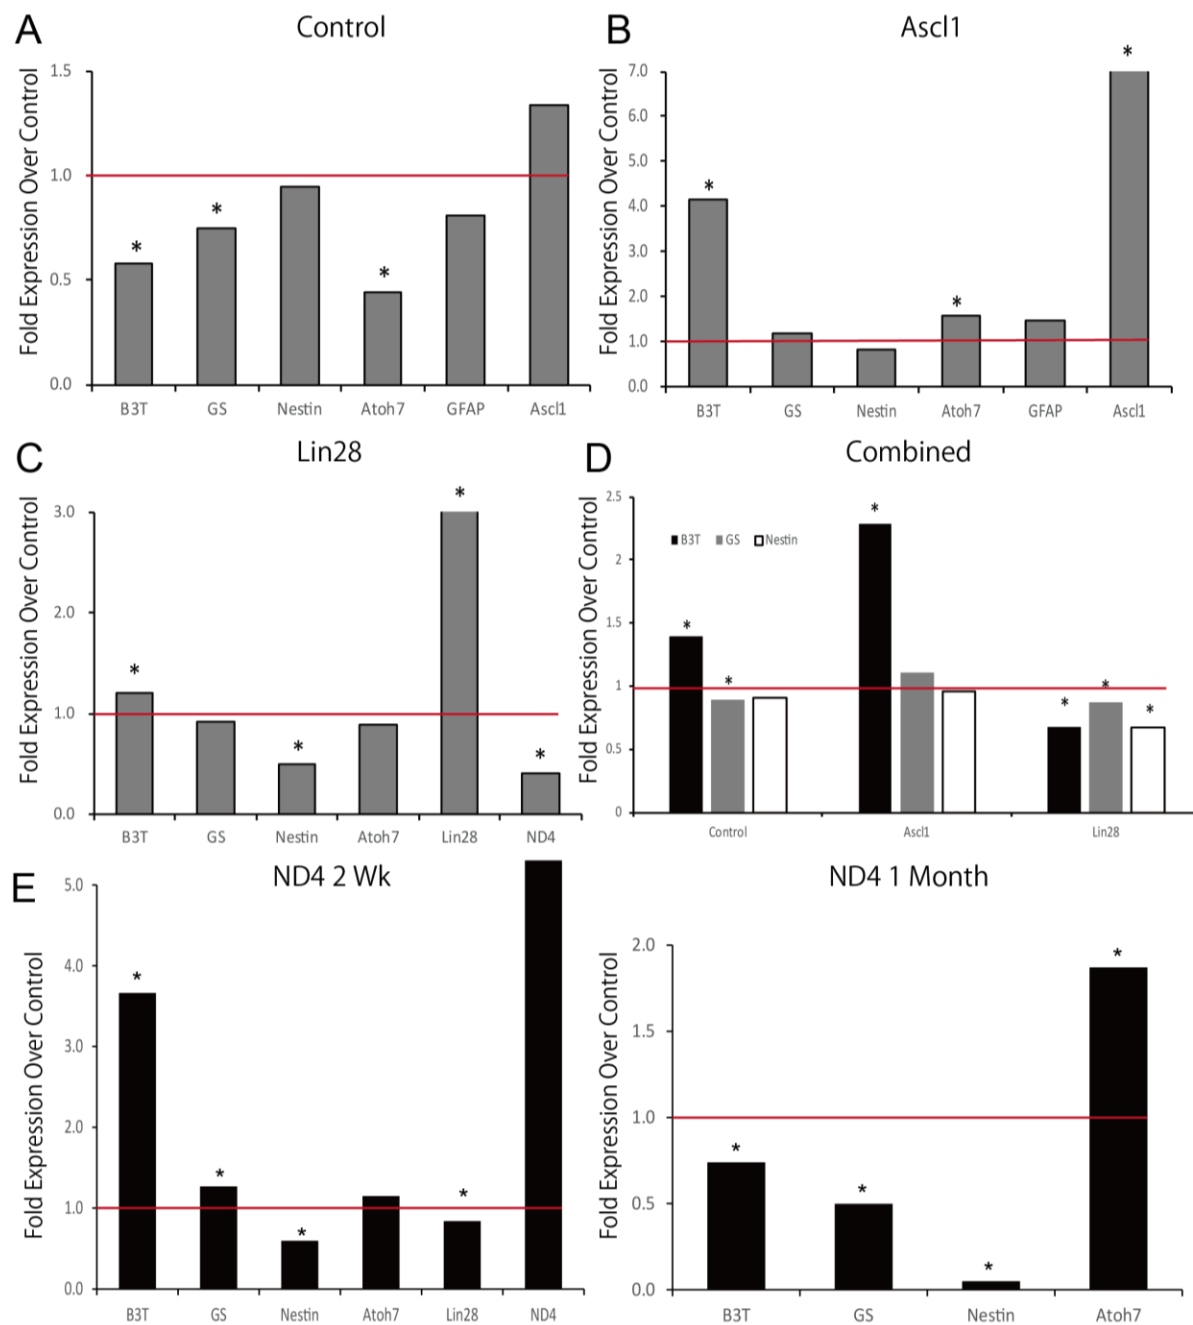 A
Control
Fold Expression Over Control
1.5
1.0
0.5
0.0
*
*
*
B3T GS Nestin Atoh7 GFAP Ascl1
B
Ascl1
Fold Expression Over Control
7.0
6.0
5.0
4.0
3.0
2.0
1.0
0.0
*
*
*
B3T GS Nestin Atoh7 GFAP Ascl1
C
Lin28
Fold Expression Over Control
3.0
2.0
1.0
0.0
*
*
*
*
B3T GS Nestin Atoh7 Lin28 ND4
D
Combined
Fold Expression Over Control
2.5
2
1.5
1
0.5
0
B3T GS Nestin
*
*
*
*
*
*
Control Ascl1 Lin28
E
ND4 2 Wk
Fold Expression Over Control
5.0
4.0
3.0
2.0
1.0
0.0
*
*
*
*
B3T GS Nestin Atoh7 Lin28 ND4
ND4 1 Month
Fold Expression Over Control
2.0
1.5
1.0
0.5
0.0
*
*
*
*
B3T GS Nestin Atoh7